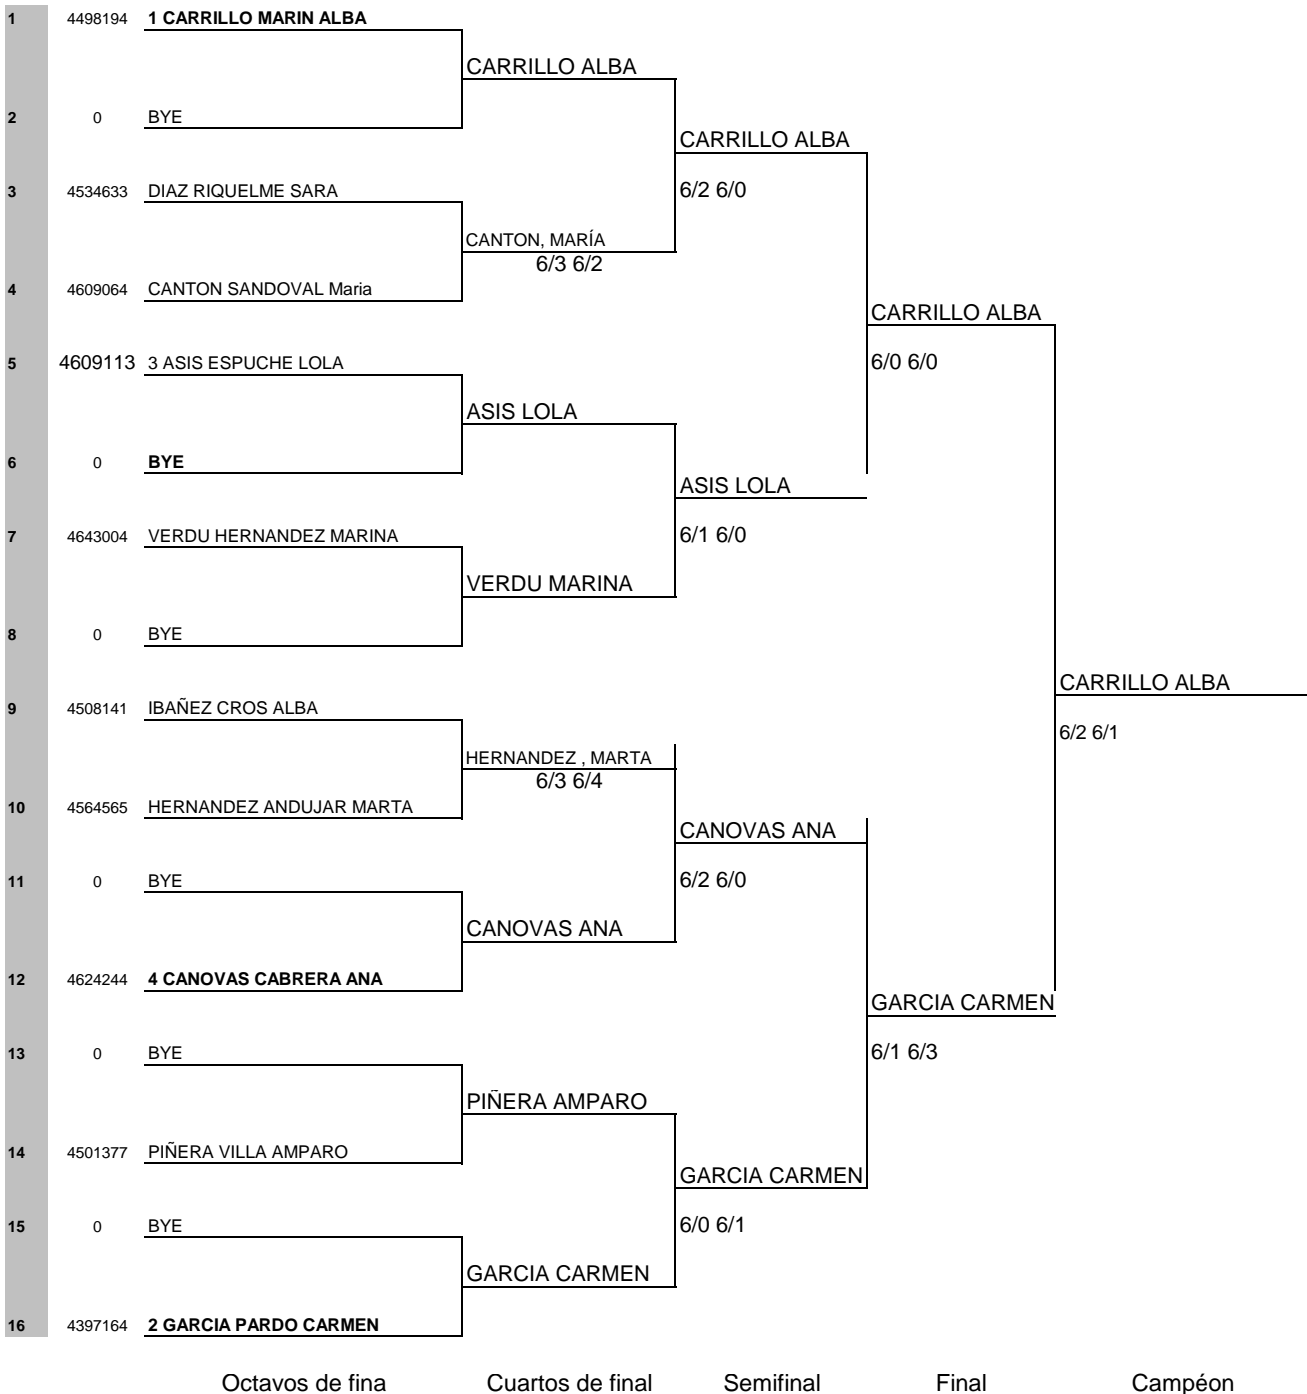 1 4498194 1 CARRILLO MARIN ALBA
CARRILLO ALBA
2 0 BYE
CARRILLO ALBA
3 4534633 DIAZ RIQUELME SARA 6/2 6/0
CANTON, MARÍA
6/3 6/2
4 4609064 CANTON SANDOVAL Maria
CARRILLO ALBA
5 4609113 3 ASIS ESPUCHE LOLA 6/0 6/0
ASIS LOLA
6 0 BYE
ASIS LOLA
7 4643004 VERDU HERNANDEZ MARINA 6/1 6/0
VERDU MARINA
8 0 BYE
CARRILLO ALBA
9 4508141 IBAÑEZ CROS ALBA
6/2 6/1
HERNANDEZ , MARTA
6/3 6/4
10 4564565 HERNANDEZ ANDUJAR MARTA
CANOVAS ANA
11 0 BYE 6/2 6/0
CANOVAS ANA
12 4624244 4 CANOVAS CABRERA ANA
GARCIA CARMEN
13 0 BYE 6/1 6/3
PIÑERA AMPARO
14 4501377 PIÑERA VILLA AMPARO
GARCIA CARMEN
15 0 BYE 6/0 6/1
GARCIA CARMEN
16 4397164 2 GARCIA PARDO CARMEN
Octavos de fina Cuartos de final Semifinal Final Campéon